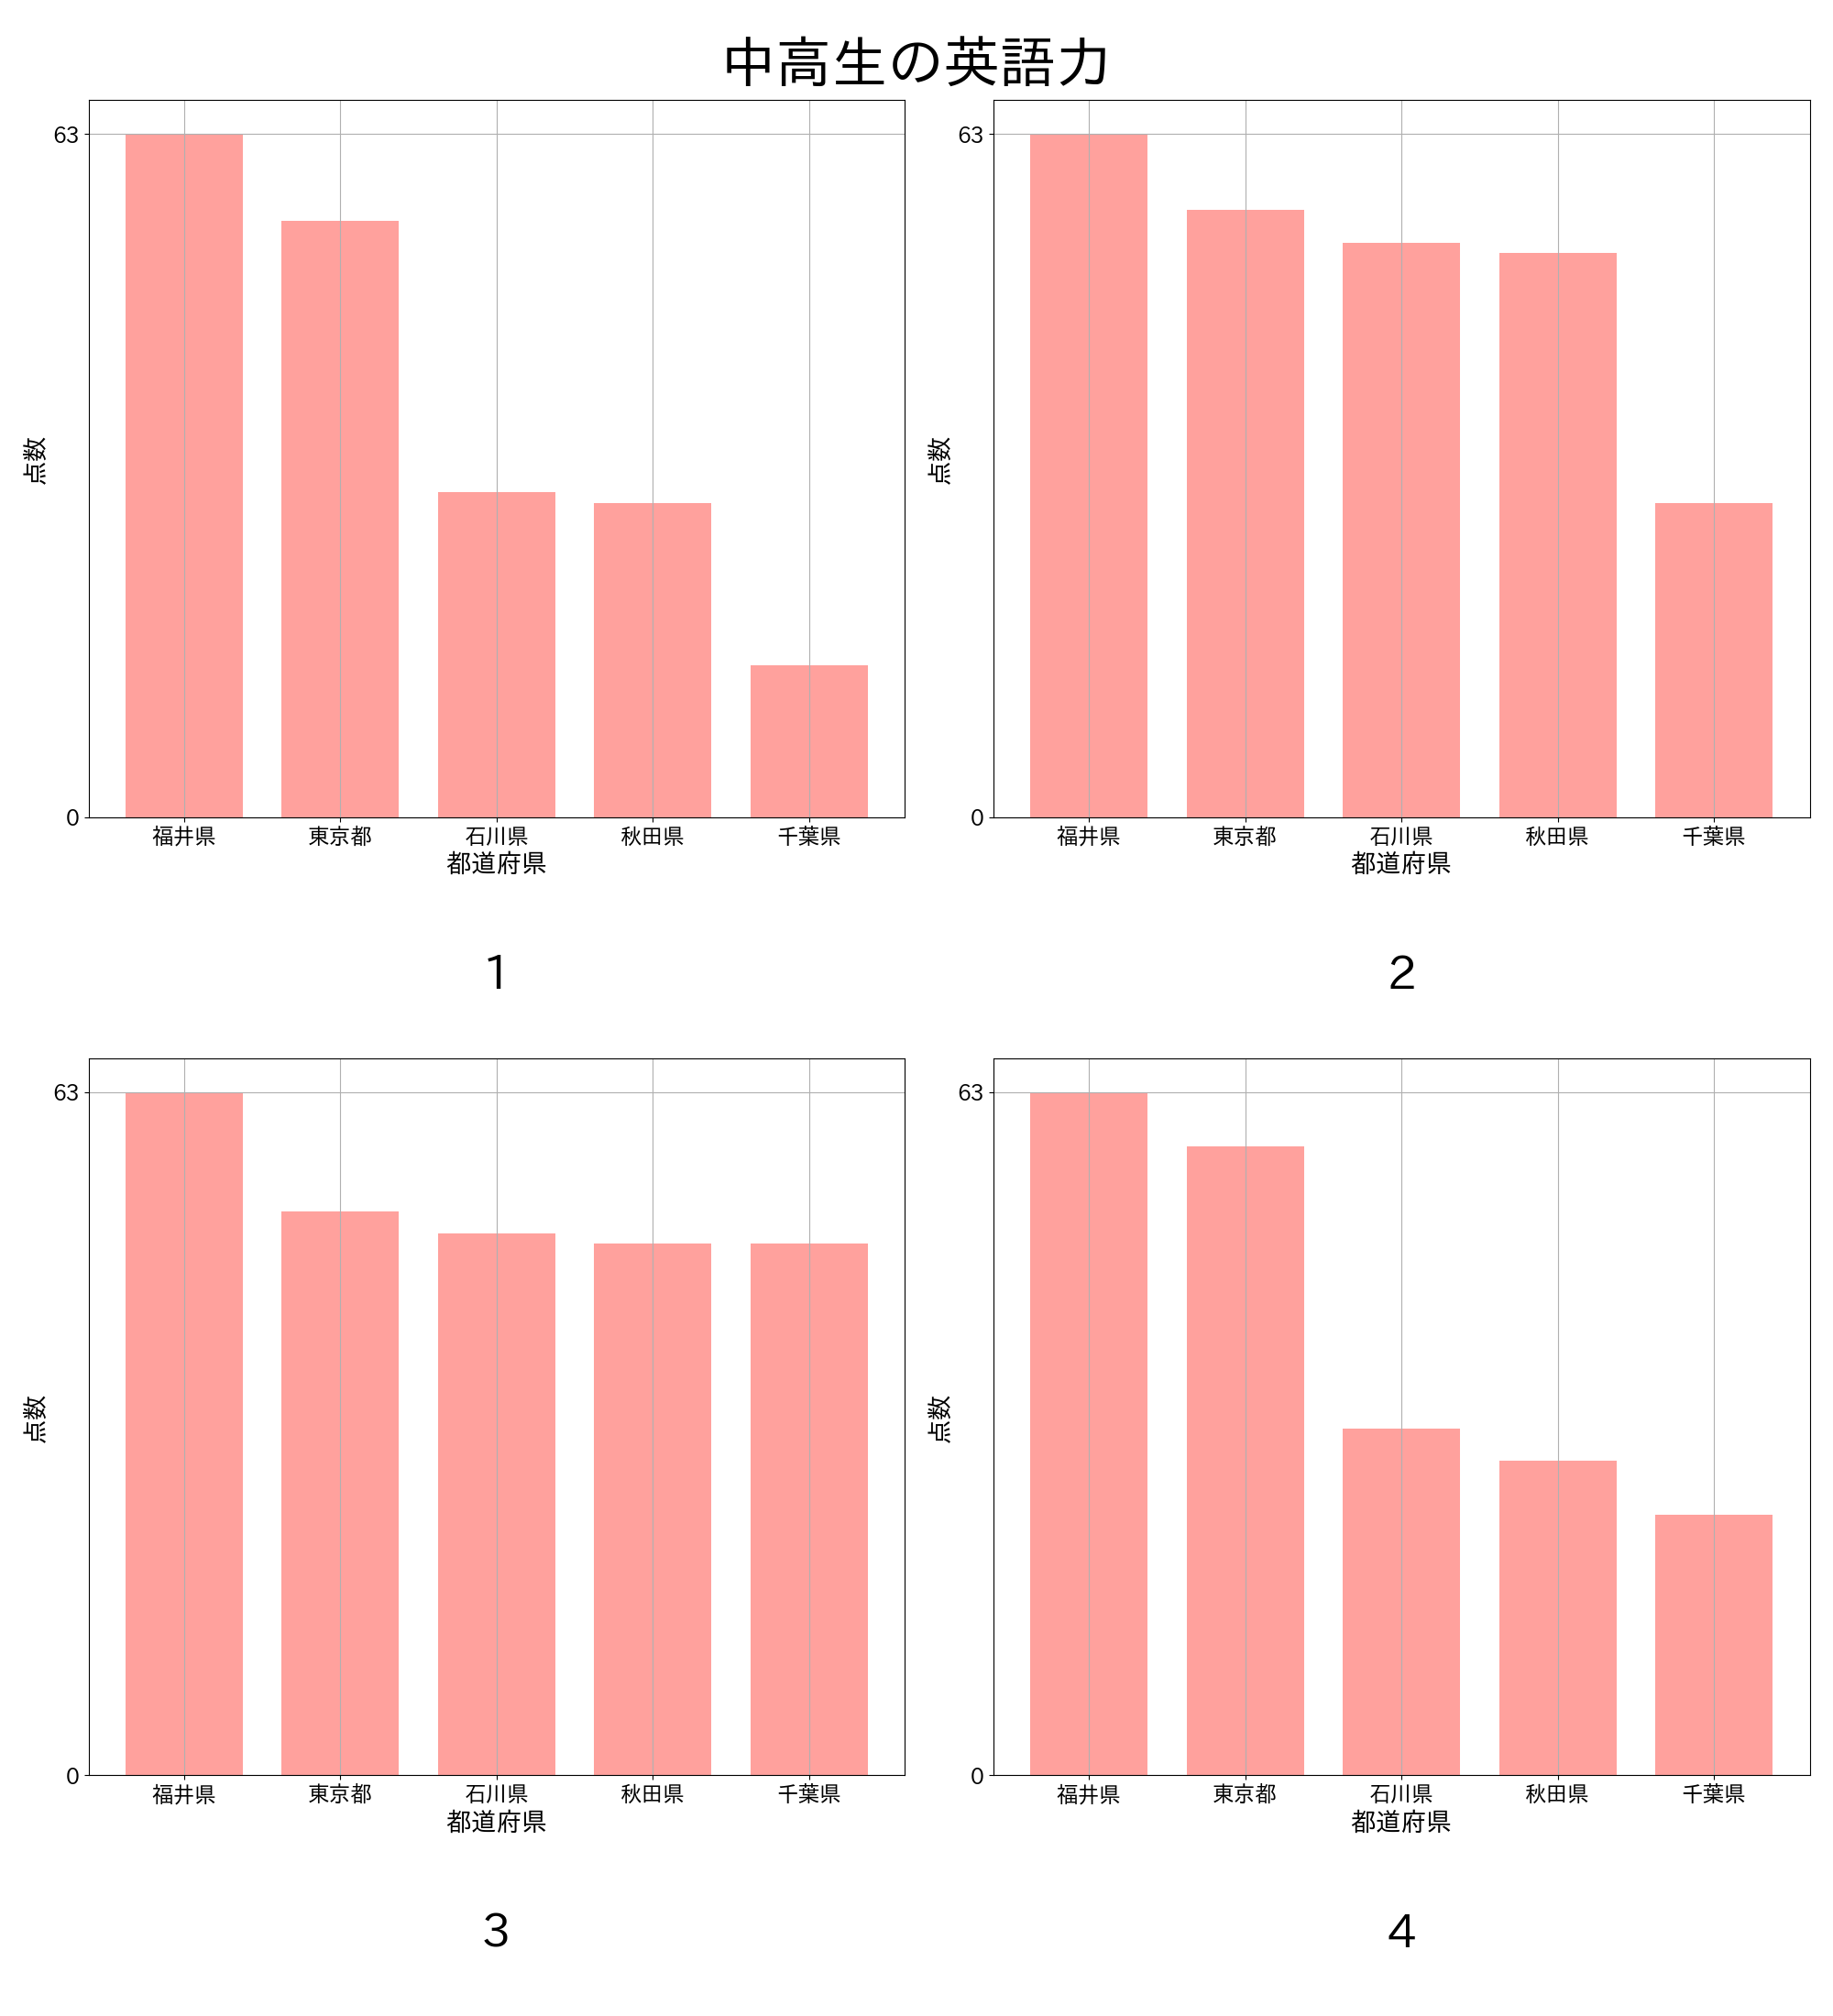 中高生の英語力
63
点数
0
福井県 東京都 石川県 秋田県 千葉県
都道府県
1
63
点数
0
福井県 東京都 石川県 秋田県 千葉県
都道府県
2
63
点数
0
福井県 東京都 石川県 秋田県 千葉県
都道府県
3
63
点数
0
福井県 東京都 石川県 秋田県 千葉県
都道府県
4